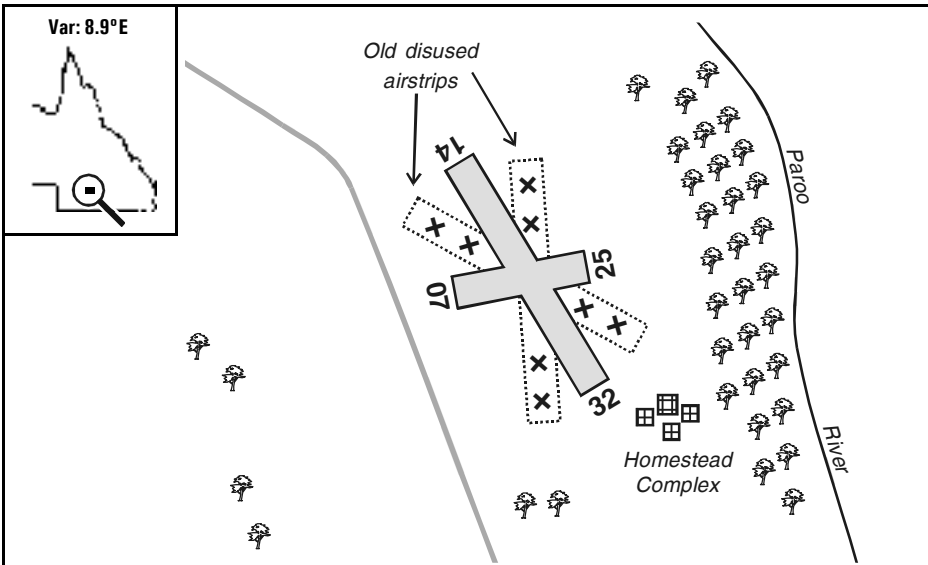 Var: 8.9°E
Old disused
airstrips
14
25
07
32
Paroo
River
Homestead
Complex